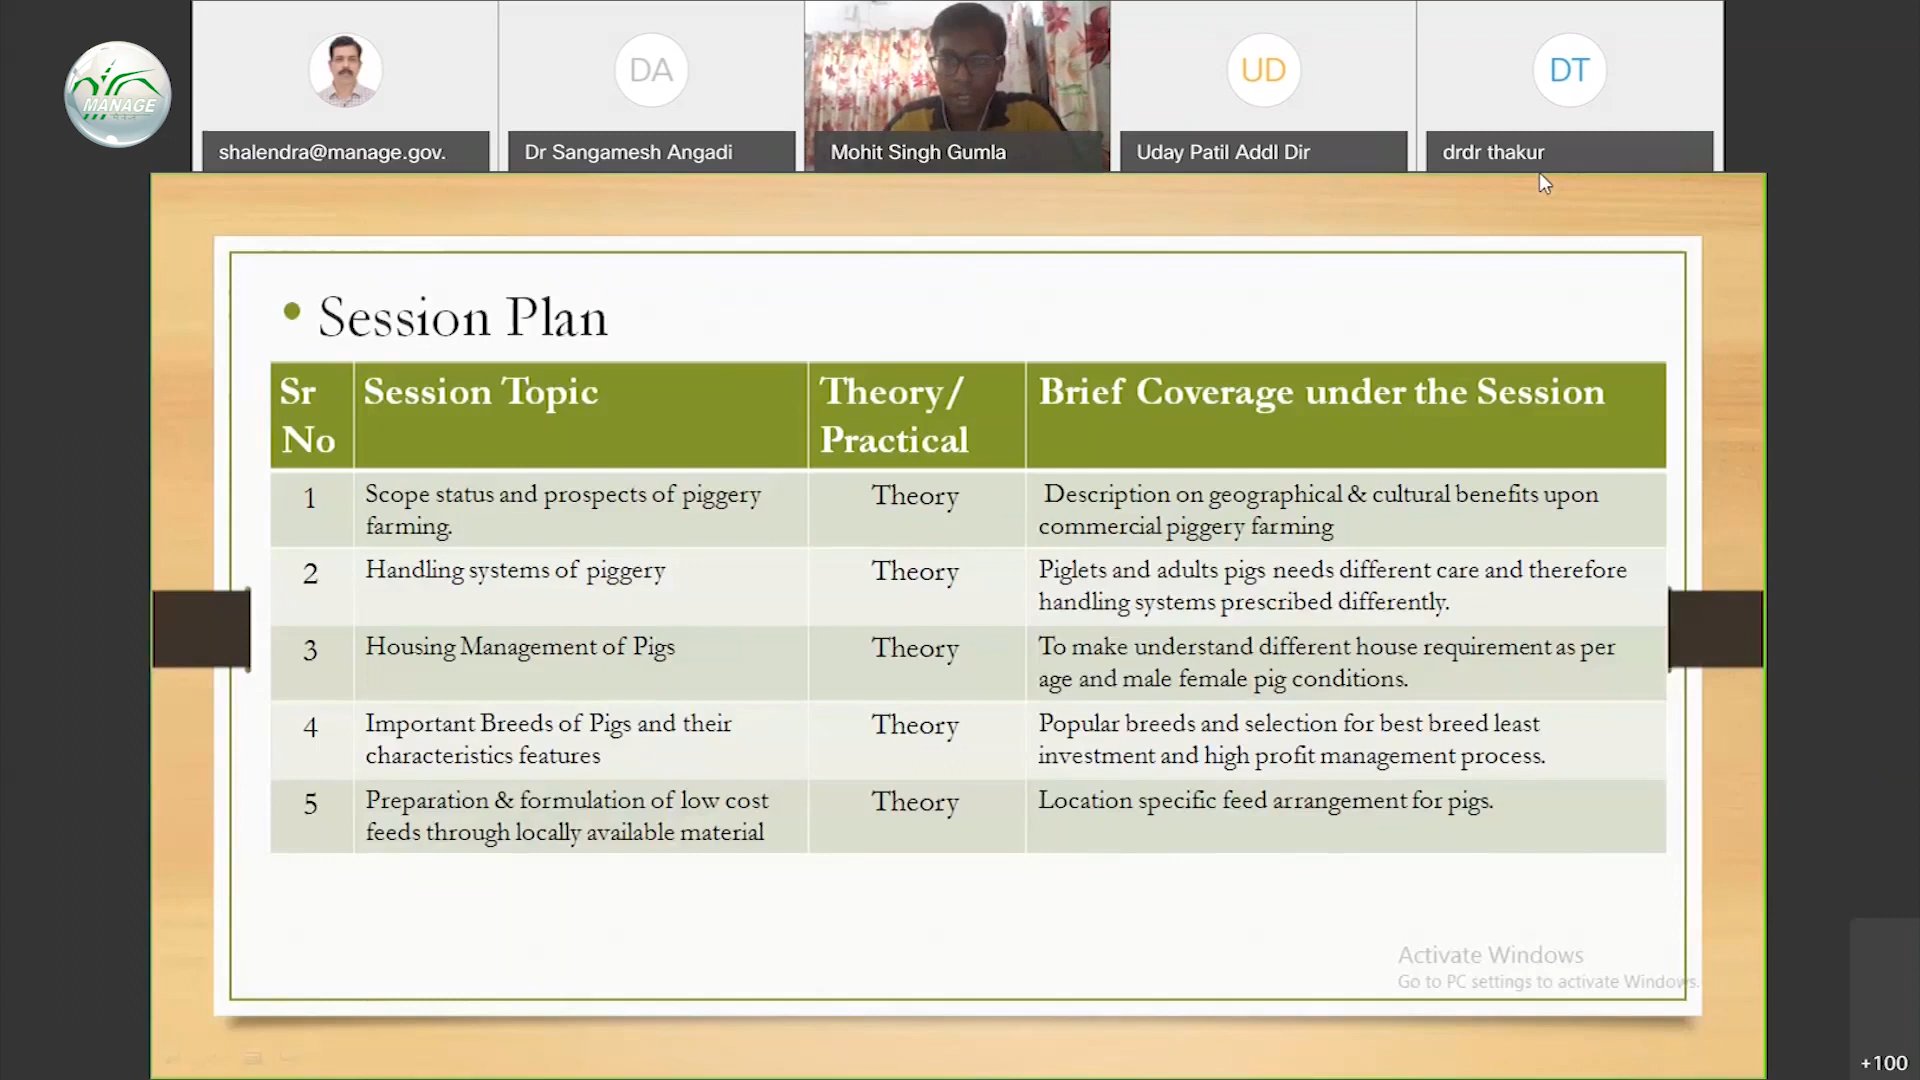 MANAGE
shalendra@manage.gov.
DA
Dr Sangamesh Angadi
Mohit Singh Gumla
UD
Uday Patil Addl Dir
DT
drdr thakur
• Session Plan
Sr No
Session Topic
Theory/ Practical
Brief Coverage under the Session
1
Scope status and prospects of piggery
farming.
Theory
Description on geographical & cultural benefits upon
commercial piggery farming
2
Handling systems of piggery
Theory
Piglets and adults pigs needs different care and therefore
handling systems prescribed differently.
3
Housing Management of Pigs
Theory
To make understand different house requirement as per
age and male female pig conditions.
4
Important Breeds of Pigs and their
characteristics features
Theory
Popular breeds and selection for best breed least
investment and high profit management process.
5
Preparation & formulation of low cost
feeds through locally available material
Theory
Location specific feed arrangement for pigs.
Activate Windows
Go to PC settings to activate Windows.
+100